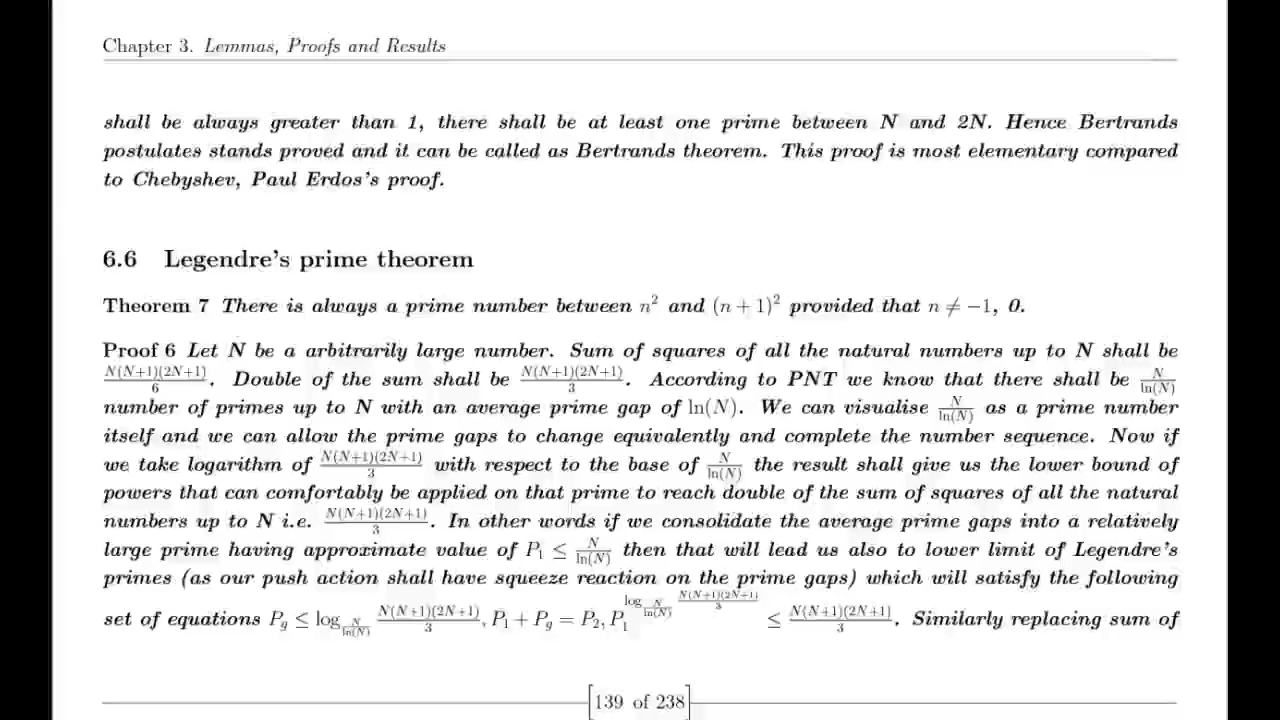 Chapter 3. Lemmas, Proofs and Results
shall be always greater than 1, there shall be at least one prime between N and 2N. Hence Bertrands
postulates stands proved and it can be called as Bertrands theorem. This proof is most elementary compared
to Chebyshev, Paul Erdos's proof.
6.6 Legendre's prime theorem
Theorem 7 There is always a prime number between n² and (n + 1)² provided that n ≠ −1, 0.
Proof 6 Let N be a arbitrarily large number. Sum of squares of all the natural numbers up to N shall be
N(N+1)(2N+1)/6. Double of the sum shall be N(N+1)(2N+1)/3. According to PNT we know that there shall be N/ln(N)
number of primes up to N with an average prime gap of ln(N). We can visualise N/ln(N) as a prime number
itself and we can allow the prime gaps to change equivalently and complete the number sequence. Now if
we take logarithm of N(N+1)(2N+1)/3 with respect to the base of N/ln(N) the result shall give us the lower bound of
powers that can comfortably be applied on that prime to reach double of the sum of squares of all the natural
numbers up to N i.e. N(N+1)(2N+1)/3. In other words if we consolidate the average prime gaps into a relatively
large prime having approximate value of P₁ ≤ N/ln(N) then that will lead us also to lower limit of Legendre's
primes (as our push action shall have squeeze reaction on the prime gaps) which will satisfy the following
set of equations P_g ≤ log_{N/ln(N)} N(N+1)(2N+1)/3, P₁ + P_g = P₂, P₁^{log_{N/ln(N)} N(N+1)(2N+1)/3} ≤ N(N+1)(2N+1)/3. Similarly replacing sum of
139 of 238